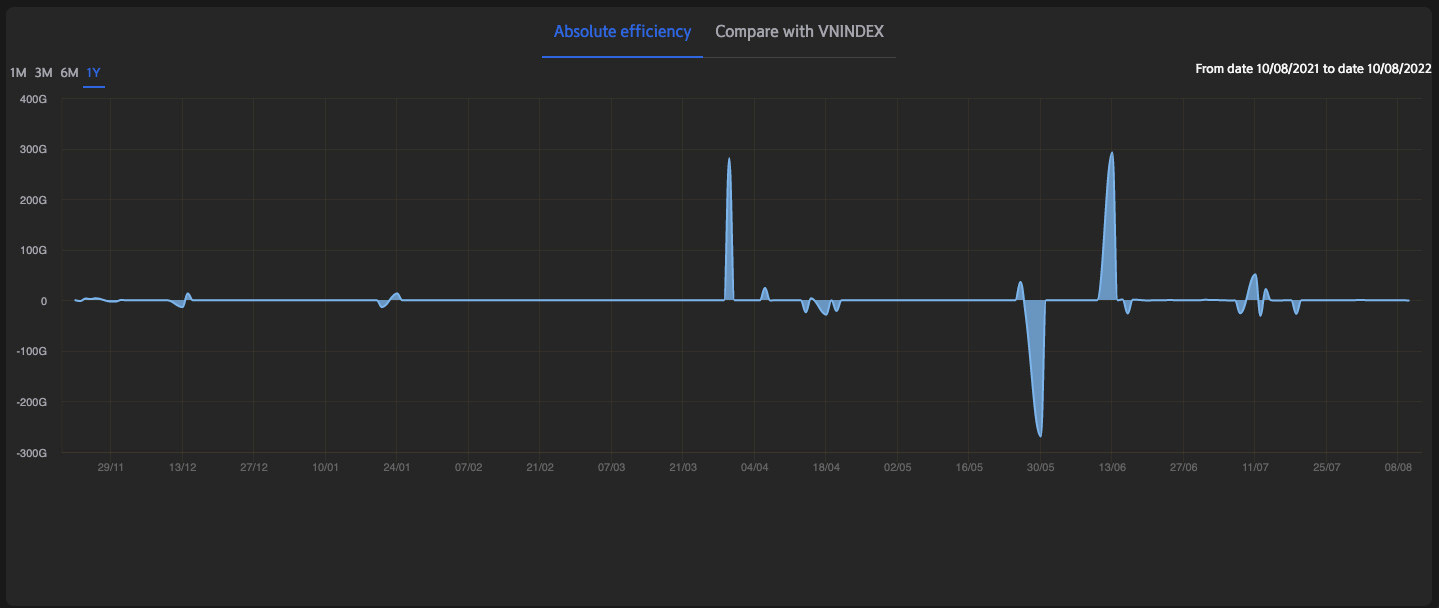 Absolute efficiency Compare with VNINDEX
1M 3M 6M 1Y
From date 10/08/2021 to date 10/08/2022
400G
300G
200G
100G
0
-100G
-200G
-300G
29/11 13/12 27/12 10/01 24/01 07/02 21/02 07/03 21/03 04/04 18/04 02/05 16/05 30/05 13/06 27/06 11/07 25/07 08/08